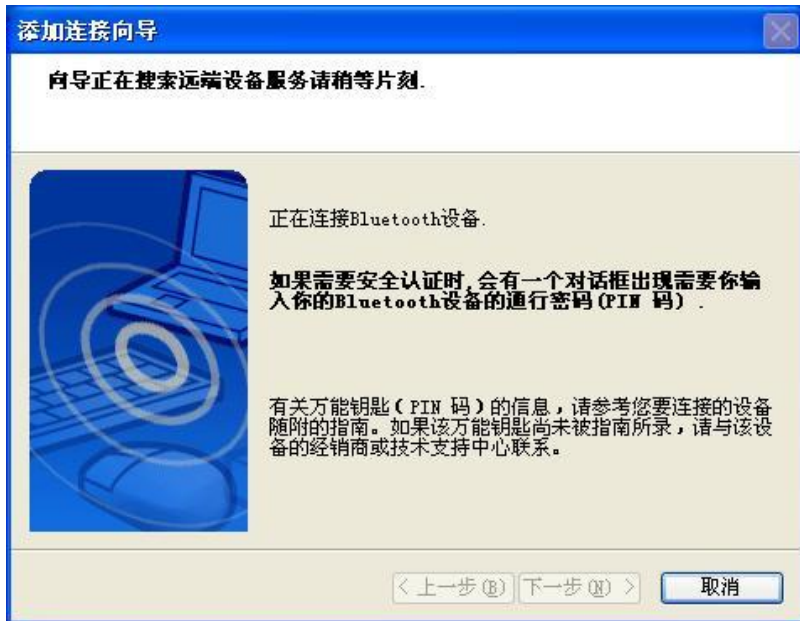 添加连接向导
向导正在搜索远端设备服务请稍等片刻.
正在连接Bluetooth设备.
如果需要安全认证时,会有一个对话框出现需要你输
入你的Bluetooth设备的通行密码(PIN 码) .
有关万能钥匙(PIN 码)的信息,请参考您要连接的设备
随附的指南。如果该万能钥匙尚未被指南所录,请与该设
备的经销商或技术支持中心联系。
< 上一步(B) 下一步(N) > 取消